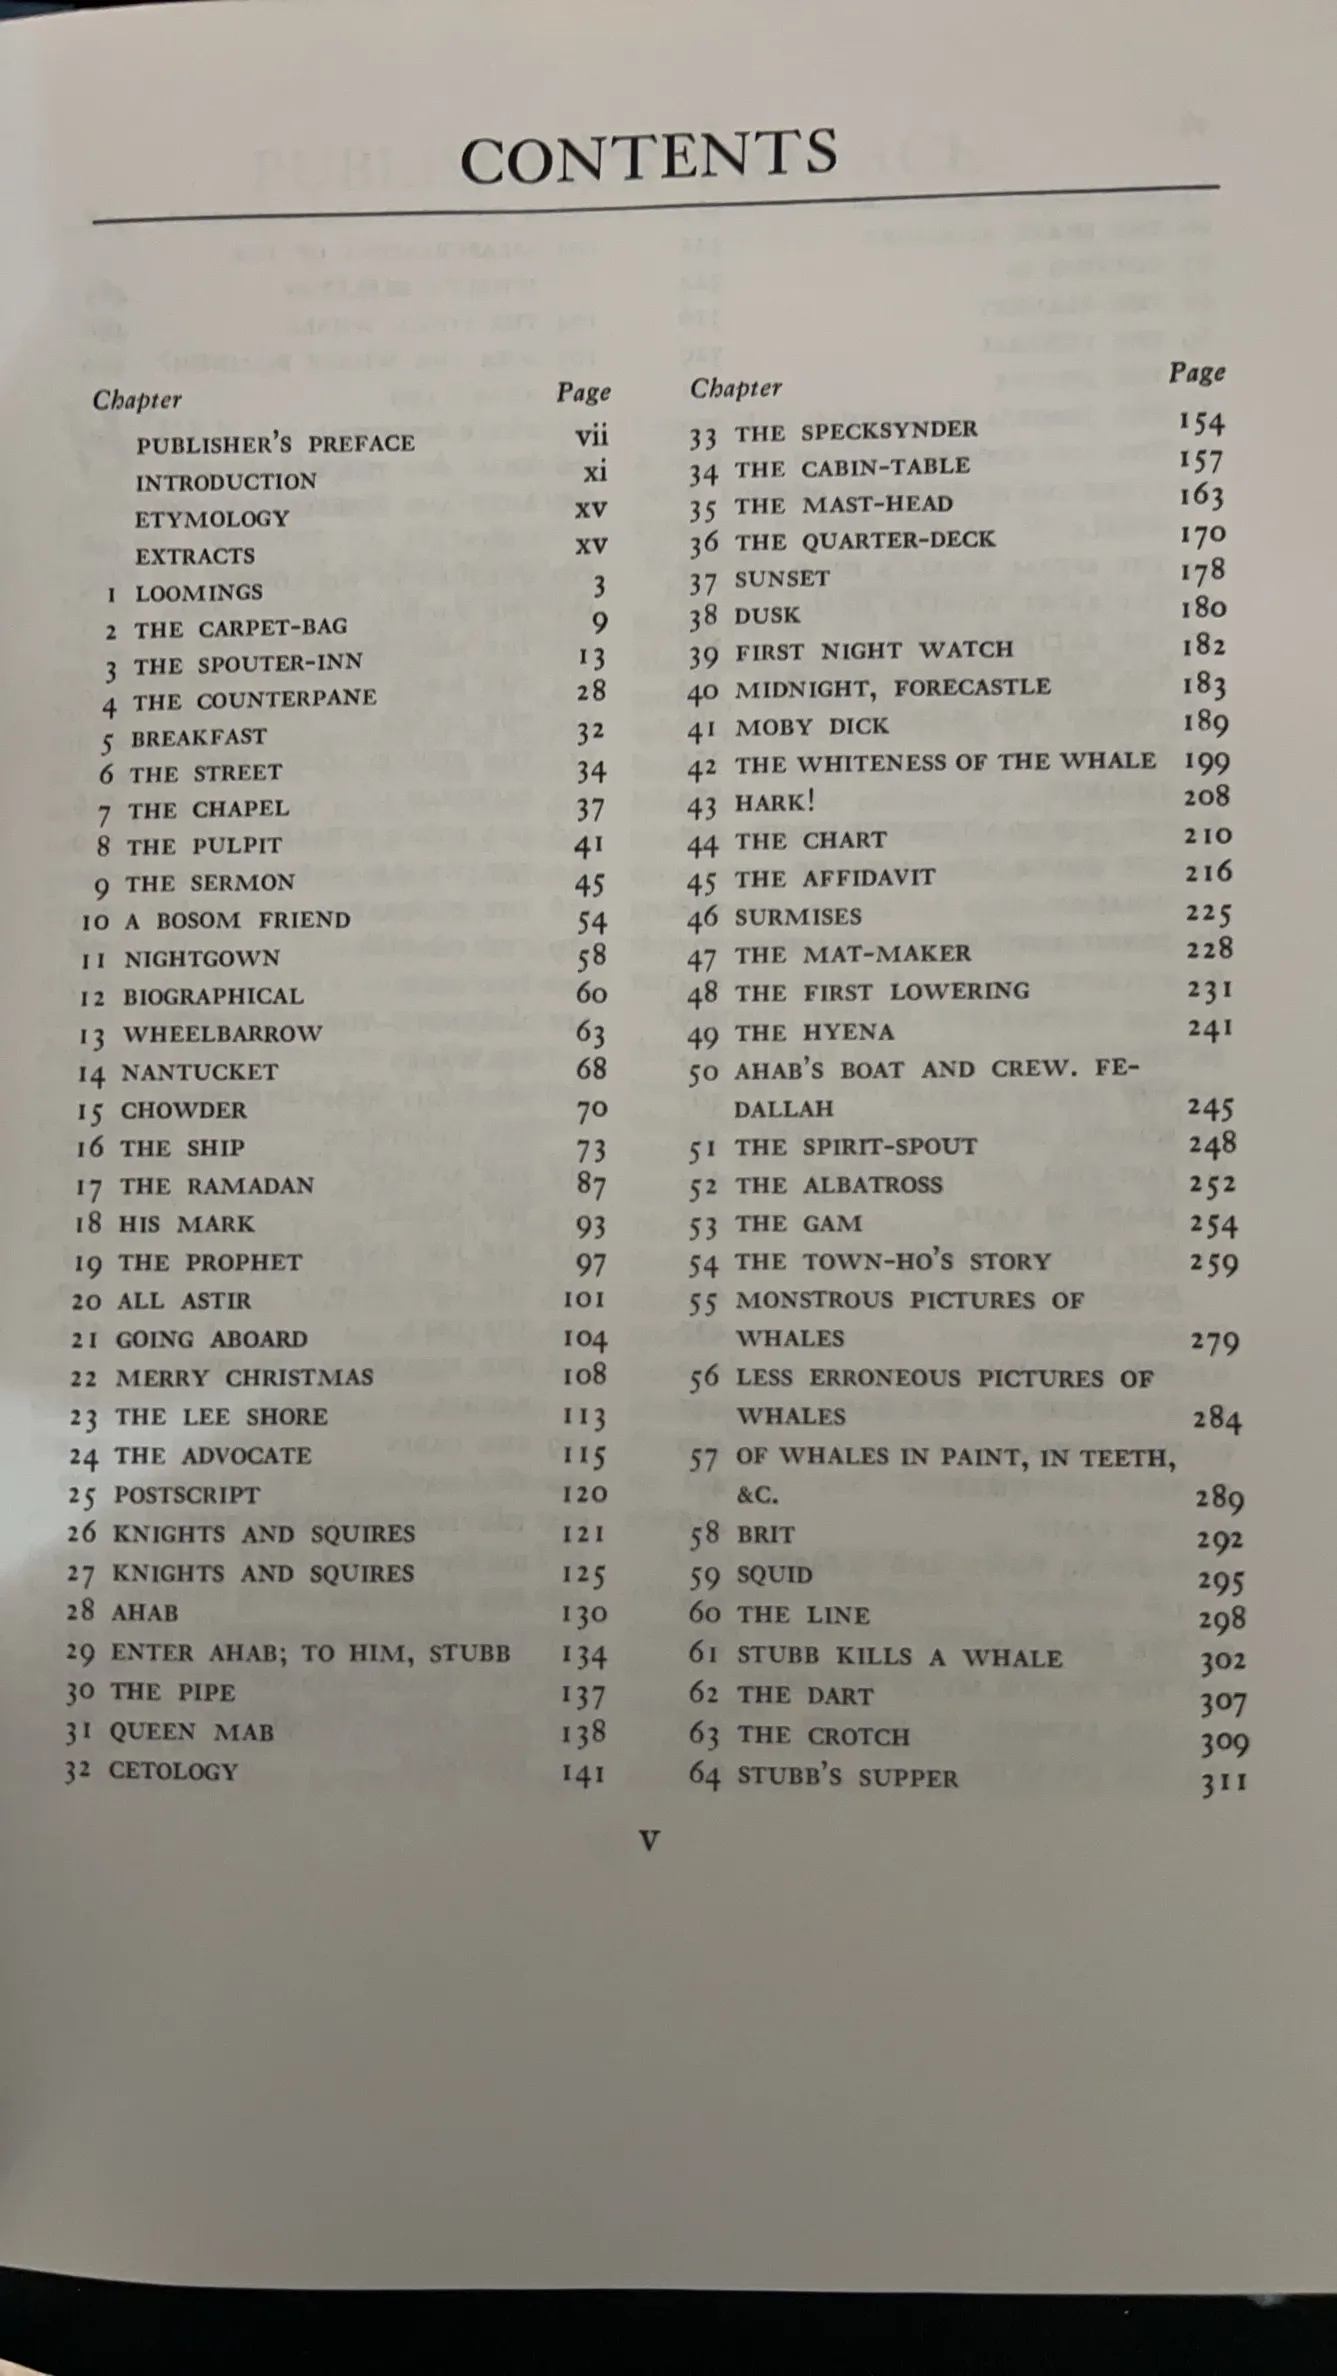 CONTENTS
Chapter Page
PUBLISHER'S PREFACE vii
INTRODUCTION xi
ETYMOLOGY xv
EXTRACTS xv
1 LOOMINGS 3
2 THE CARPET-BAG 9
3 THE SPOUTER-INN 13
4 THE COUNTERPANE 28
5 BREAKFAST 32
6 THE STREET 34
7 THE CHAPEL 37
8 THE PULPIT 41
9 THE SERMON 45
10 A BOSOM FRIEND 54
11 NIGHTGOWN 58
12 BIOGRAPHICAL 60
13 WHEELBARROW 63
14 NANTUCKET 68
15 CHOWDER 70
16 THE SHIP 73
17 THE RAMADAN 87
18 HIS MARK 93
19 THE PROPHET 97
20 ALL ASTIR 101
21 GOING ABOARD 104
22 MERRY CHRISTMAS 108
23 THE LEE SHORE 113
24 THE ADVOCATE 115
25 POSTSCRIPT 120
26 KNIGHTS AND SQUIRES 121
27 KNIGHTS AND SQUIRES 125
28 AHAB 130
29 ENTER AHAB; TO HIM, STUBB 134
30 THE PIPE 137
31 QUEEN MAB 138
32 CETOLOGY 141
Chapter Page
33 THE SPECKSYNDER 154
34 THE CABIN-TABLE 157
35 THE MAST-HEAD 163
36 THE QUARTER-DECK 170
37 SUNSET 178
38 DUSK 180
39 FIRST NIGHT WATCH 182
40 MIDNIGHT, FORECASTLE 183
41 MOBY DICK 189
42 THE WHITENESS OF THE WHALE 199
43 HARK! 208
44 THE CHART 210
45 THE AFFIDAVIT 216
46 SURMISES 225
47 THE MAT-MAKER 228
48 THE FIRST LOWERING 231
49 THE HYENA 241
50 AHAB'S BOAT AND CREW. FE-
DALLAH 245
51 THE SPIRIT-SPOUT 248
52 THE ALBATROSS 252
53 THE GAM 254
54 THE TOWN-HO'S STORY 259
55 MONSTROUS PICTURES OF
WHALES 279
56 LESS ERRONEOUS PICTURES OF
WHALES 284
57 OF WHALES IN PAINT, IN TEETH,
&C. 289
58 BRIT 292
59 SQUID 295
60 THE LINE 298
61 STUBB KILLS A WHALE 302
62 THE DART 307
63 THE CROTCH 309
64 STUBB'S SUPPER 311
V